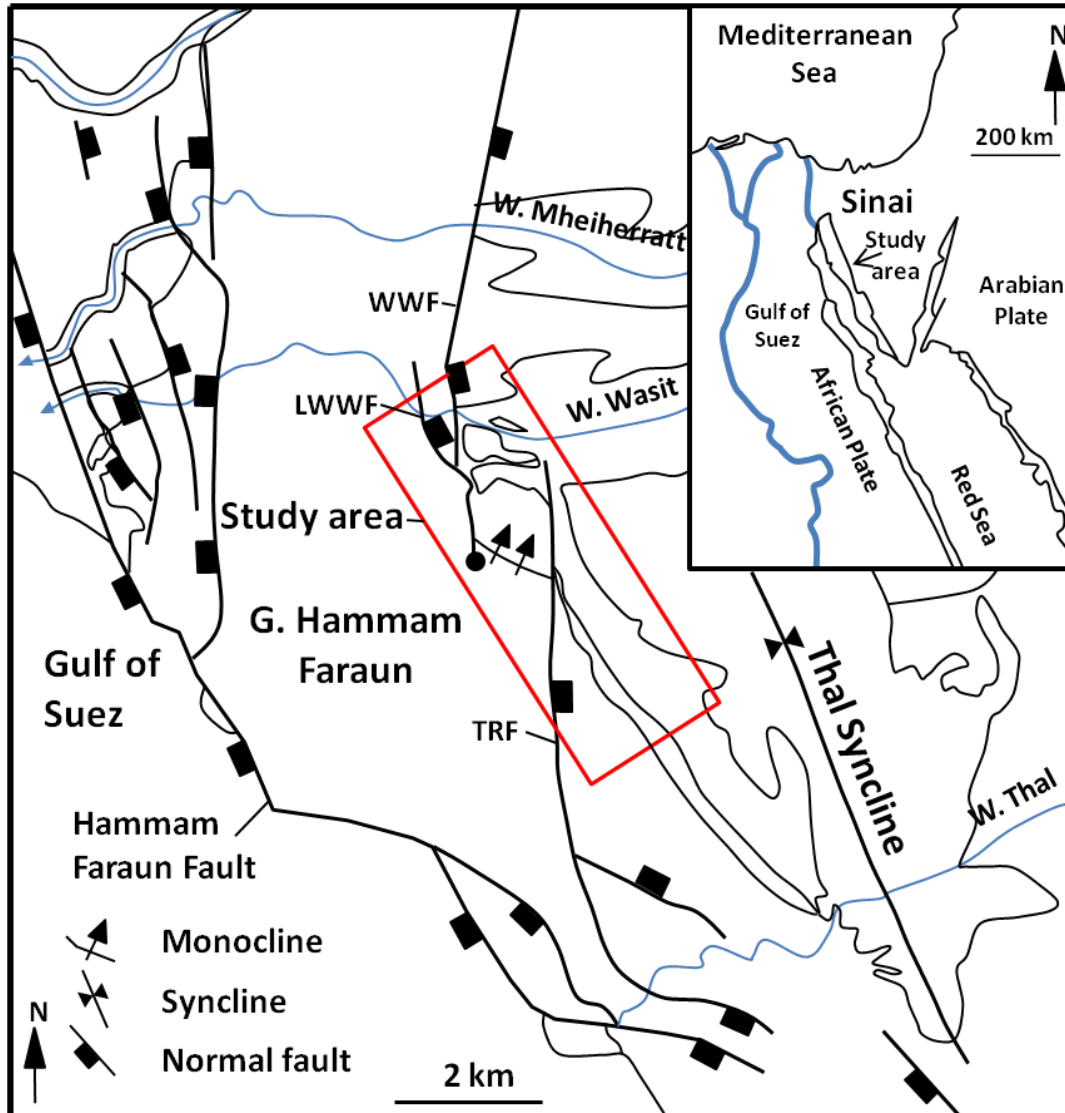 Mediterranean
Sea
N
200 km
Sinai
Study
area
Arabian
Plate
Gulf of
Suez
African Plate
Red Sea
W. Mheiherratt
WWF
LWWF
W. Wasit
Study area
G. Hammam
Faraun
Gulf of
Suez
TRF
Thal Syncline
W. Thal
Hammam
Faraun Fault
Monocline
Syncline
Normal fault
N
2 km